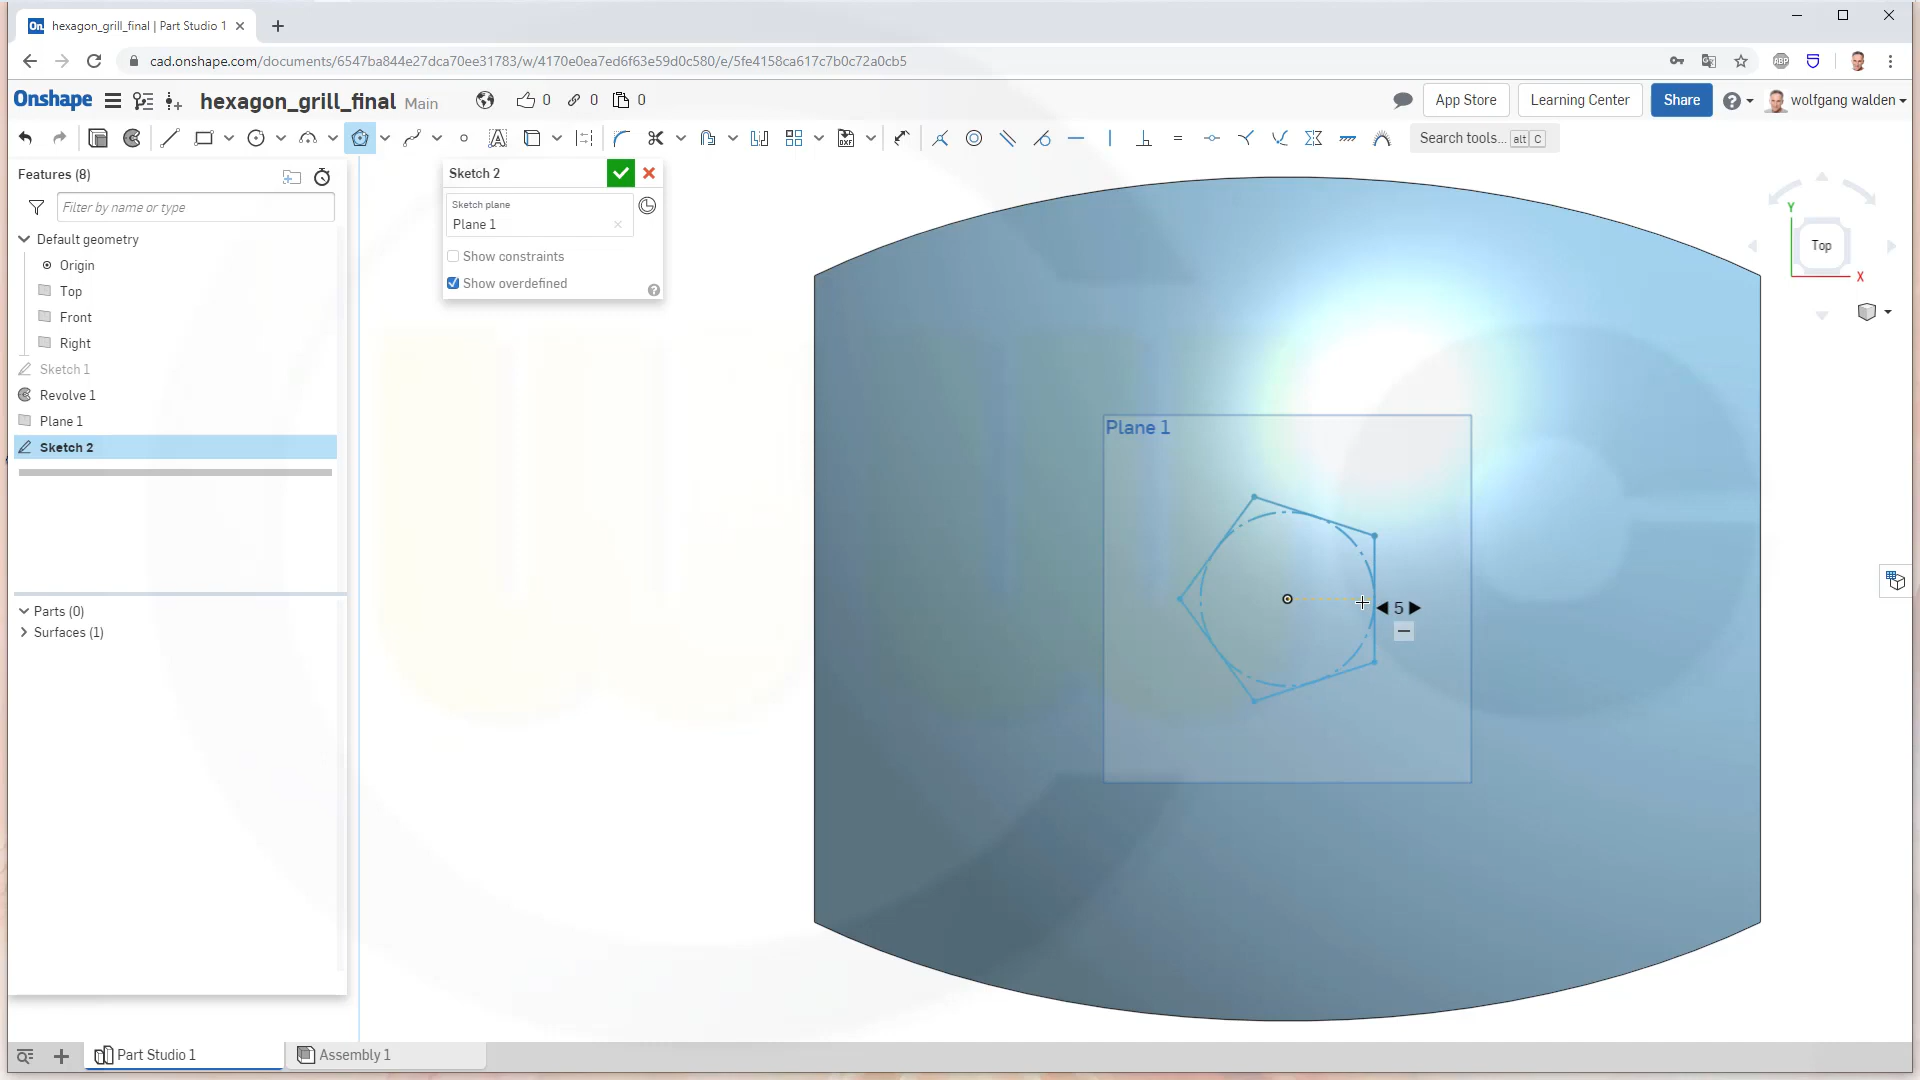 On hexagon_grill_final | Part Studio 1
cad.onshape.com/documents/6547ba844e27dca70ee31783/w/4170e0ea7ed6f63e59d0c580/e/5fe4158ca617c7b0c72a0cb5
ABP
Onshape hexagon_grill_final Main 0 0 0 App Store Learning Center Share wolfgang walden
DXF Search tools... alt C
Features (8)
Filter by name or type
Default geometry
Origin
Top
Front
Right
Sketch 1
Revolve 1
Plane 1
Sketch 2
Parts (0)
Surfaces (1)
Sketch 2
Sketch plane
Plane 1
Show constraints
Show overdefined
Plane 1
5
Y
Top
X
Part Studio 1
Assembly 1